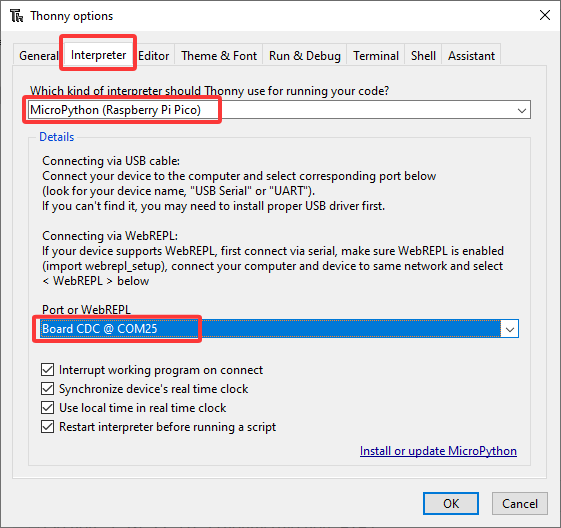 Thonny options
General Interpreter Editor Theme & Font Run & Debug Terminal Shell Assistant
Which kind of interpreter should Thonny use for running your code?
MicroPython (Raspberry Pi Pico)
Details
Connecting via USB cable:
Connect your device to the computer and select corresponding port below
(look for your device name, "USB Serial" or "UART").
If you can't find it, you may need to install proper USB driver first.
Connecting via WebREPL:
If your device supports WebREPL, first connect via serial, make sure WebREPL is enabled
(import webrepl_setup), connect your computer and device to same network and select
< WebREPL > below
Port or WebREPL
Board CDC @ COM25
Interrupt working program on connect
Synchronize device's real time clock
Use local time in real time clock
Restart interpreter before running a script
Install or update MicroPython
OK Cancel